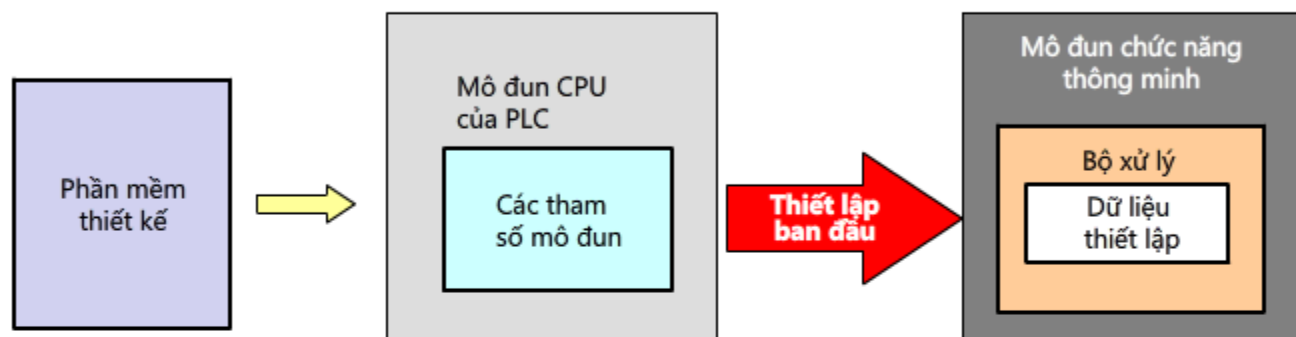 Phần mềm
thiết kế
Mô đun CPU
của PLC
Các tham
số mô đun
Thiết lập
ban đầu
Mô đun chức năng
thông minh
Bộ xử lý
Dữ liệu
thiết lập